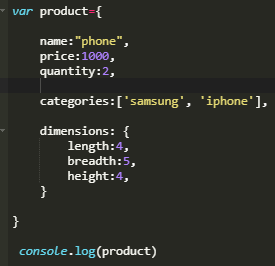 var product={
name:"phone",
price:1000,
quantity:2,
categories:['samsung', 'iphone'],
dimensions: {
length:4,
breadth:5,
height:4,
}
}
console.log(product)